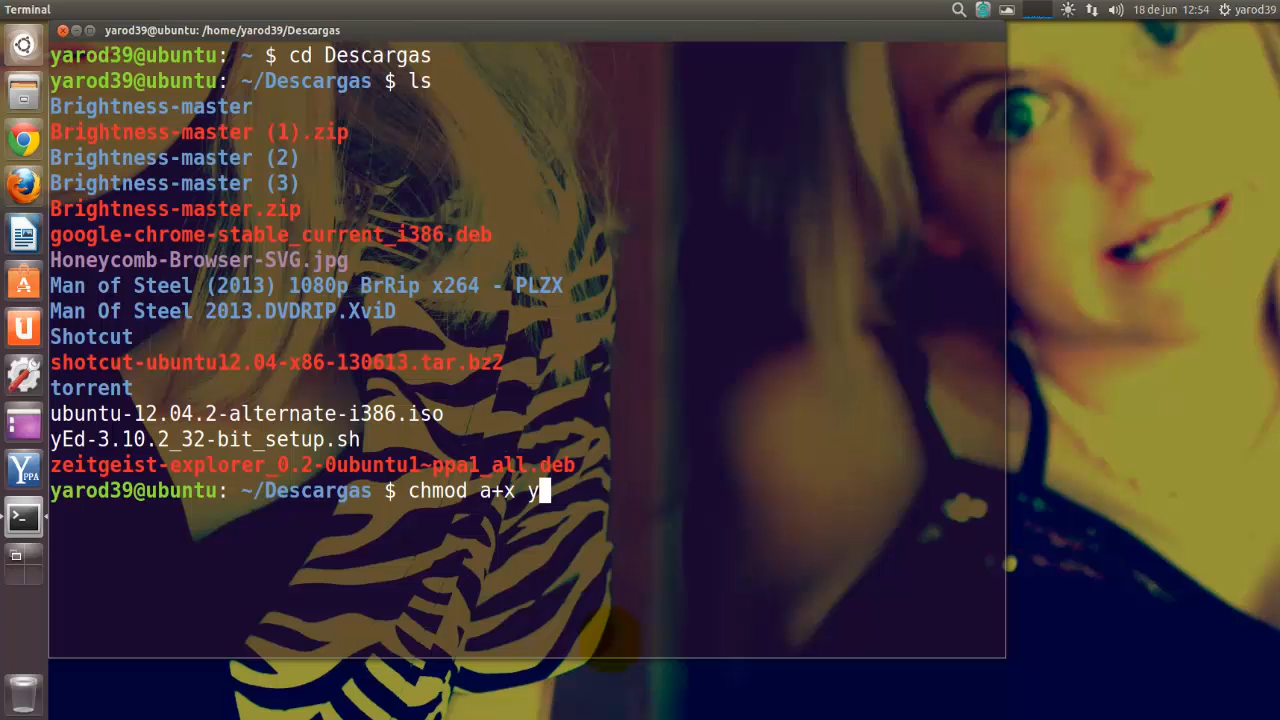 Terminal
18 de jun 12:54 yarod39
yarod39@ubuntu: /home/yarod39/Descargas
yarod39@ubuntu: ~ $ cd Descargas
yarod39@ubuntu: ~/Descargas $ ls
Brightness-master
Brightness-master (1).zip
Brightness-master (2)
Brightness-master (3)
Brightness-master.zip
google-chrome-stable_current_i386.deb
Honeycomb-Browser-SVG.jpg
Man of Steel (2013) 1080p BrRip x264 - PLZX
Man Of Steel 2013.DVDRIP.XviD
Shotcut
shotcut-ubuntu12.04-x86-130613.tar.bz2
torrent
ubuntu-12.04.2-alternate-i386.iso
yEd-3.10.2_32-bit_setup.sh
zeitgeist-explorer_0.2-0ubuntu1~ppa1_all.deb
yarod39@ubuntu: ~/Descargas $ chmod a+x y
Y PPA